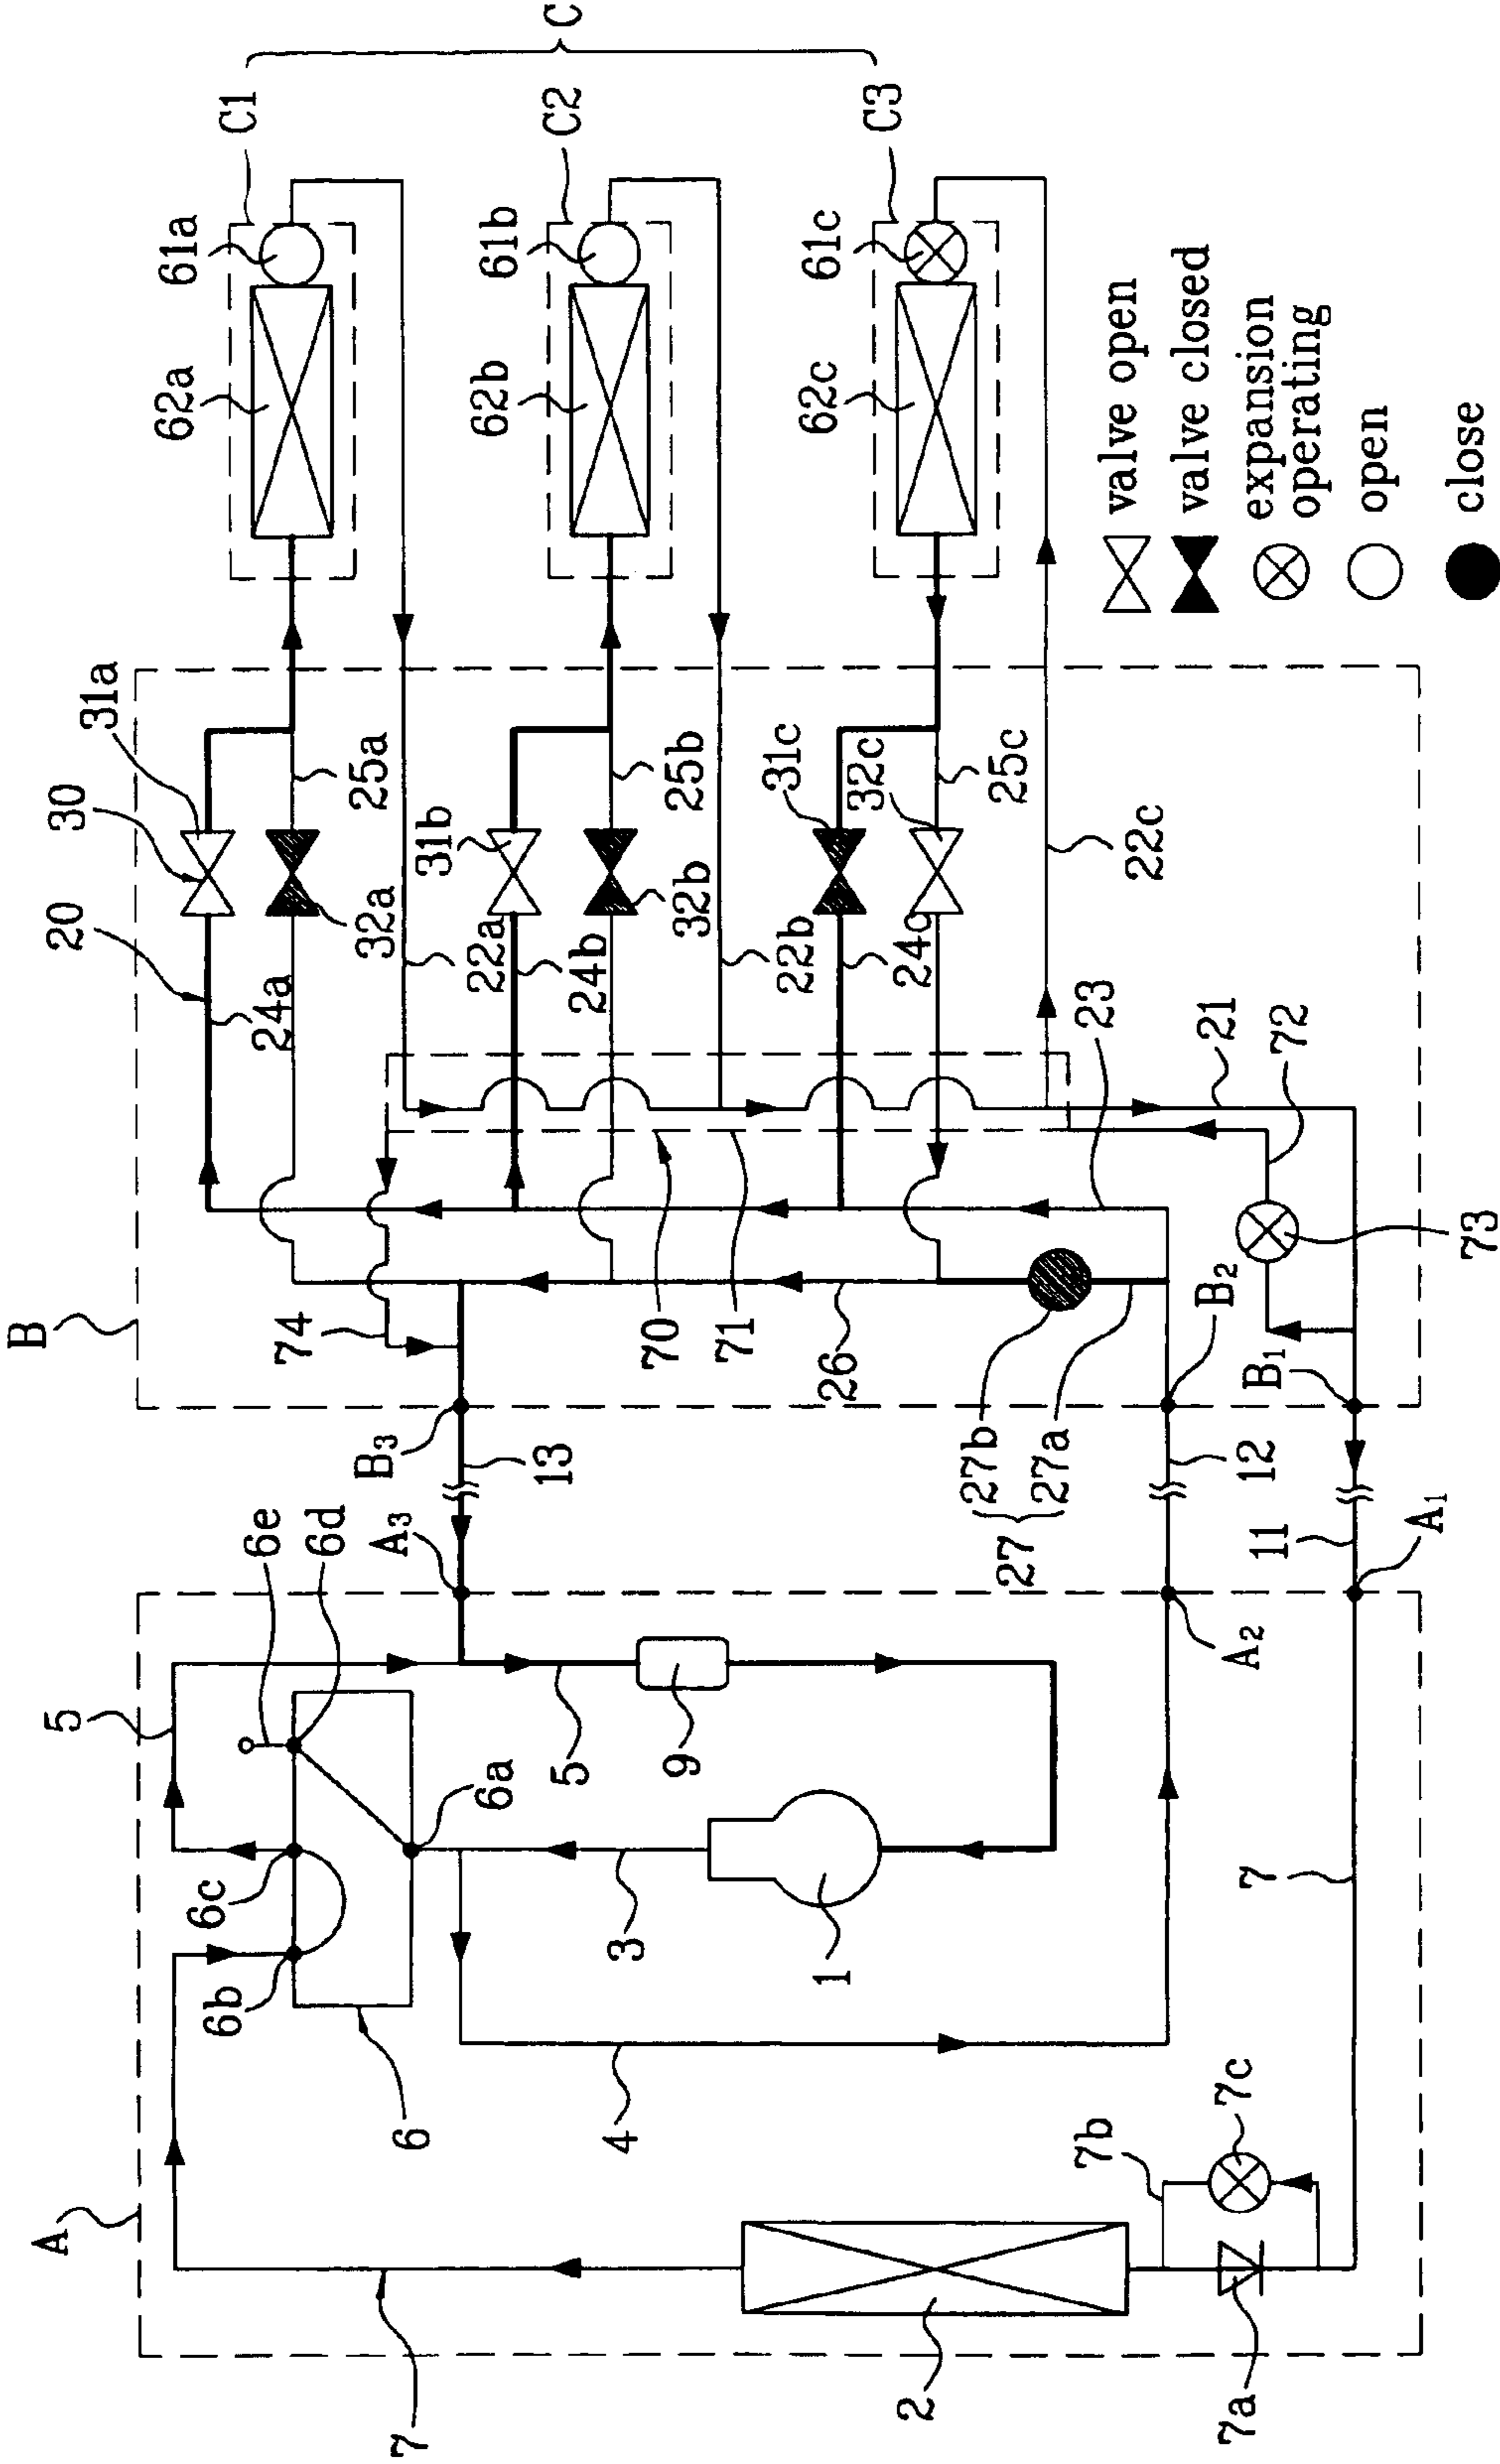 A
7
2
7a
7b
7c
7
6
6b
6c
6a
6d
6e
5
5
9
3
1
4
A1
A2
A3
11
12
13
B
B1
B2
B3
20
30
31a
32a
24a
25a
22a
31b
32b
24b
25b
22b
31c
32c
24c
25c
22c
23
21
26
27
27a
27b
70
71
72
73
74
C
C1
C2
C3
61a
62a
61b
62b
61c
62c
valve open
valve closed
expansion
operating
open
close